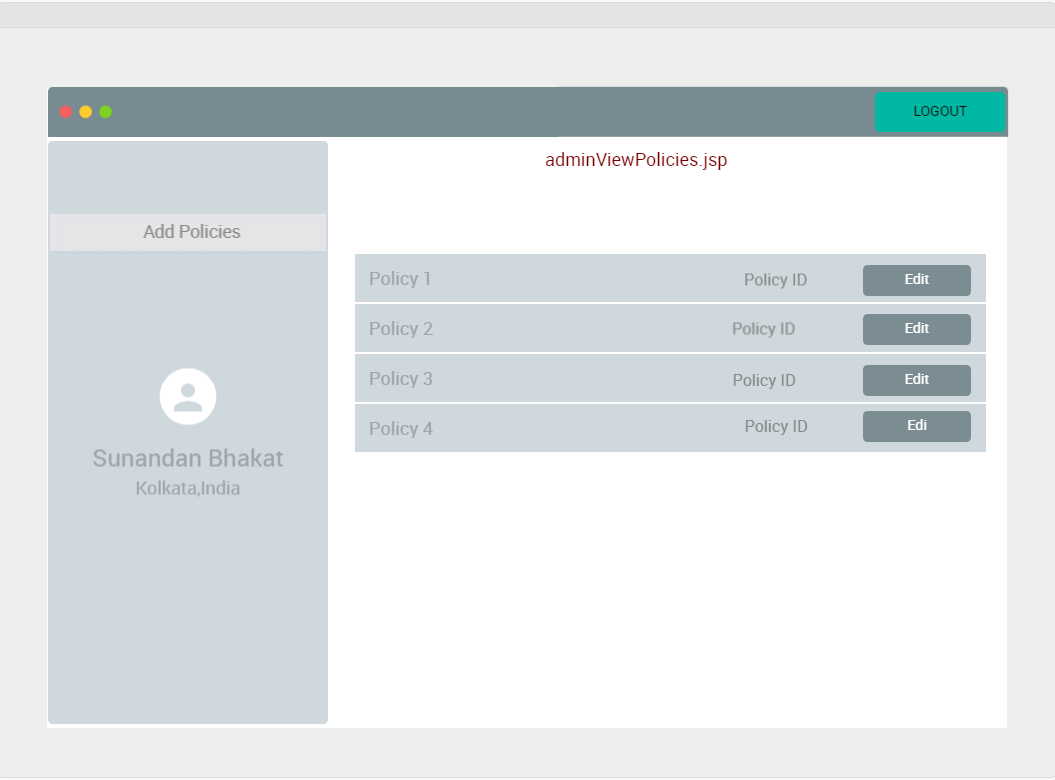 LOGOUT
adminViewPolicies.jsp
Add Policies
Policy 1 Policy ID Edit
Policy 2 Policy ID Edit
Policy 3 Policy ID Edit
Policy 4 Policy ID Edi
Sunandan Bhakat
Kolkata,India